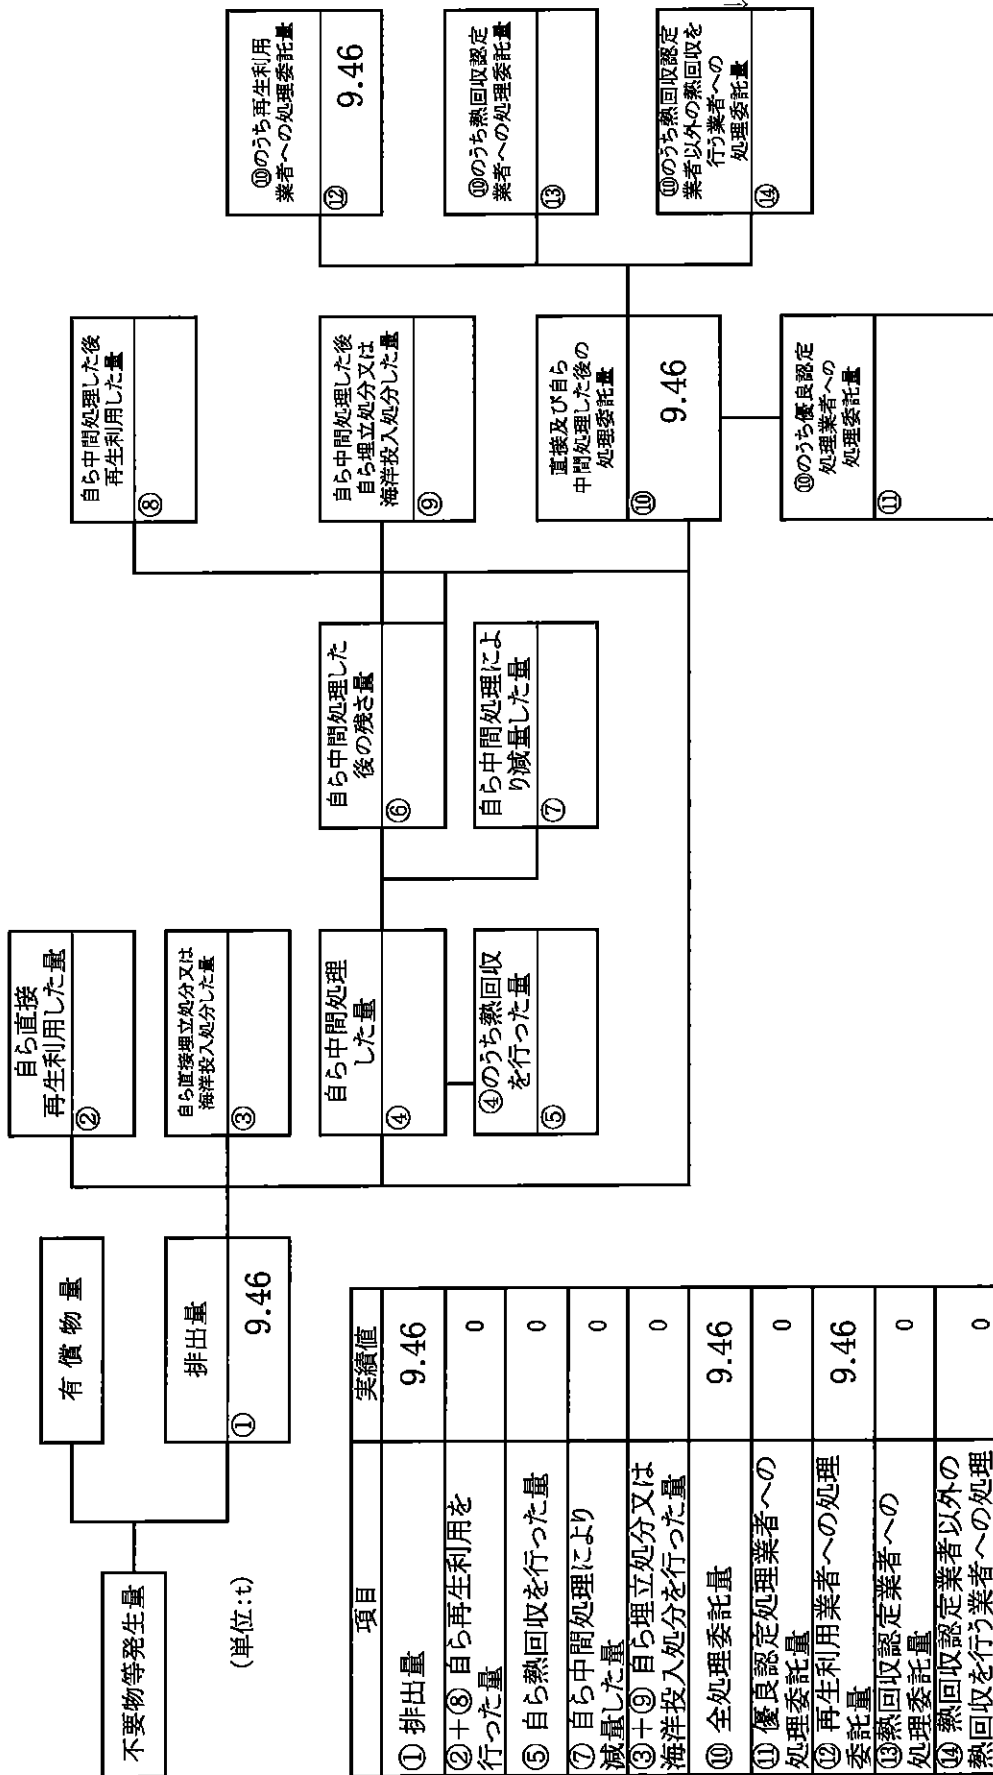 不要物等発生量
有償物量
排出量
①
9.46
(単位:t)
自ら直接
再生利用した量
②
自ら直接埋立処分又は
海洋投入処分した量
③
自ら中間処理
した量
④
④のうち熱回収
を行った量
⑤
自ら中間処理した
後の残さ量
⑥
自ら中間処理によ
り減量した量
⑦
自ら中間処理した後
再生利用した量
⑧
自ら中間処理した後
自ら埋立処分又は
海洋投入処分した量
⑨
直接及び自ら
中間処理した後の
処理委託量
⑩
9.46
⑩のうち優良認定
処理業者への
処理委託量
⑪
⑩のうち再生利用
業者への処理委託量
⑫
9.46
⑩のうち熱回収認定
業者への処理委託量
⑬
⑩のうち熱回収認定
業者以外の熱回収を
行う業者への
処理委託量
⑭
項目 実績値
①排出量 9.46
②+⑧ 自ら再生利用を
行った量 0
⑤ 自ら熱回収を行った量 0
⑦ 自ら中間処理により
減量した量 0
③+⑨ 自ら埋立処分又は
海洋投入処分を行った量 0
⑩ 全処理委託量 9.46
⑪ 優良認定処理業者への
処理委託量 0
⑫ 再生利用業者への処理
委託量 9.46
⑬熱回収認定業者への
処理委託量 0
⑭ 熱回収認定業者以外の
熱回収を行う業者への処理 0